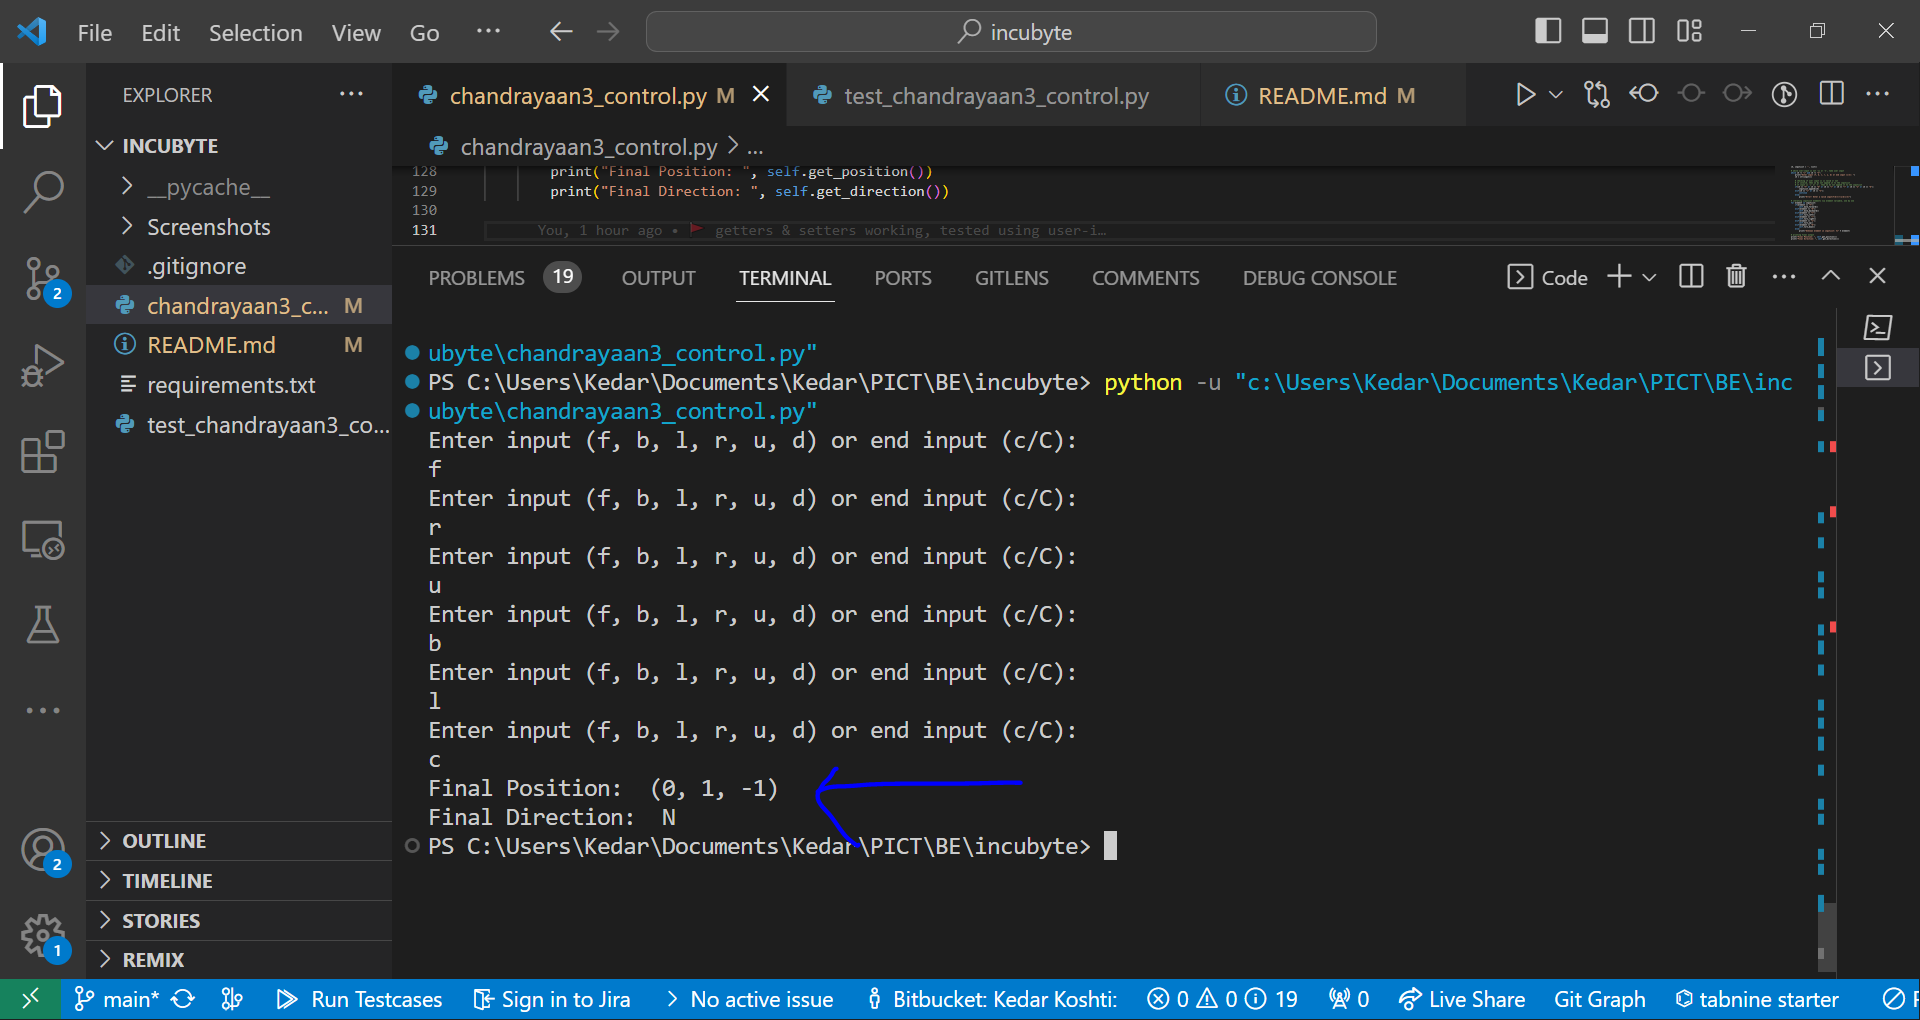 File Edit Selection View Go ··· incubyte
EXPLORER ···
INCUBYTE
__pycache__
Screenshots
.gitignore
chandrayaan3_c... M
README.md M
requirements.txt
test_chandrayaan3_co...
OUTLINE
TIMELINE
STORIES
REMIX
2
2
1
chandrayaan3_control.py M test_chandrayaan3_control.py README.md M
chandrayaan3_control.py > ...
128 print("Final Position: ", self.get_position())
129 print("Final Direction: ", self.get_direction())
130
131 You, 1 hour ago • getters & setters working, tested using user-i…
PROBLEMS 19 OUTPUT TERMINAL PORTS GITLENS COMMENTS DEBUG CONSOLE Code
ubyte\chandrayaan3_control.py"
PS C:\Users\Kedar\Documents\Kedar\PICT\BE\incubyte> python -u "c:\Users\Kedar\Documents\Kedar\PICT\BE\inc
ubyte\chandrayaan3_control.py"
Enter input (f, b, l, r, u, d) or end input (c/C):
f
Enter input (f, b, l, r, u, d) or end input (c/C):
r
Enter input (f, b, l, r, u, d) or end input (c/C):
u
Enter input (f, b, l, r, u, d) or end input (c/C):
b
Enter input (f, b, l, r, u, d) or end input (c/C):
l
Enter input (f, b, l, r, u, d) or end input (c/C):
c
Final Position:  (0, 1, -1)
Final Direction:  N
PS C:\Users\Kedar\Documents\Kedar\PICT\BE\incubyte>
main* Run Testcases Sign in to Jira No active issue Bitbucket: Kedar Koshti: 0 0 19 0 Live Share Git Graph tabnine starter